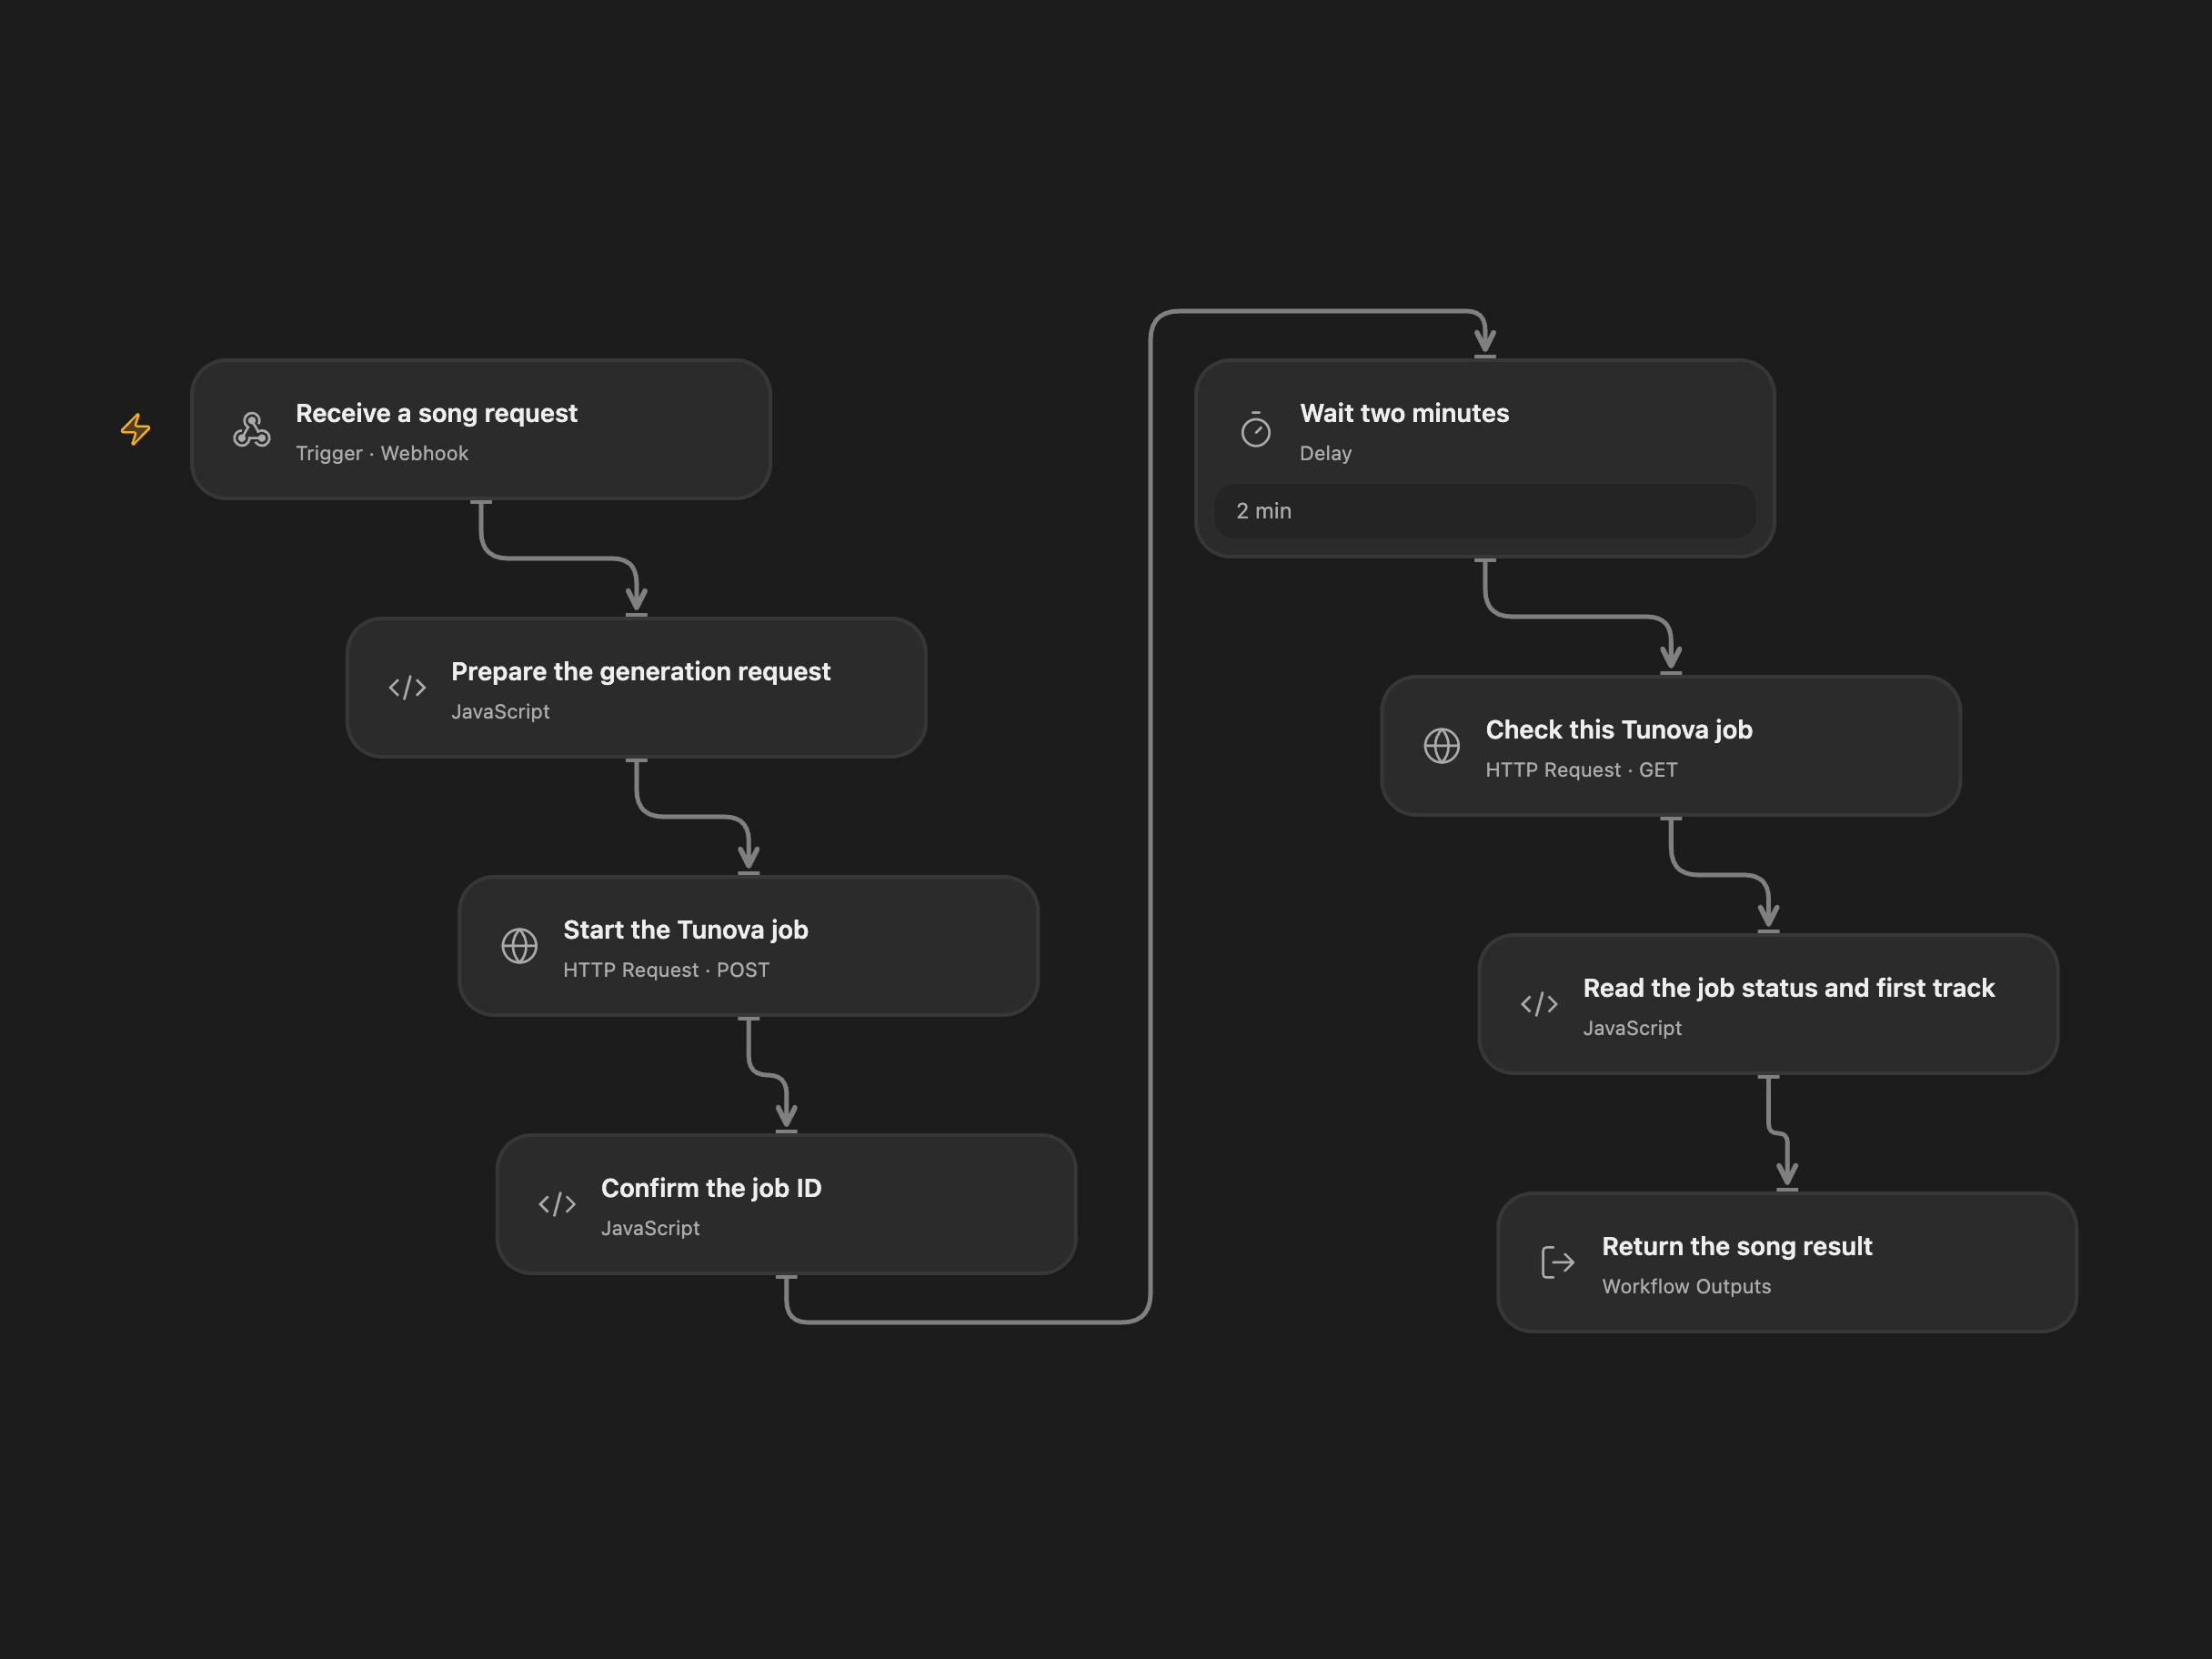 Receive a song request
Trigger · Webhook
Prepare the generation request
JavaScript
Start the Tunova job
HTTP Request · POST
Confirm the job ID
JavaScript
Wait two minutes
Delay
2 min
Check this Tunova job
HTTP Request · GET
Read the job status and first track
JavaScript
Return the song result
Workflow Outputs